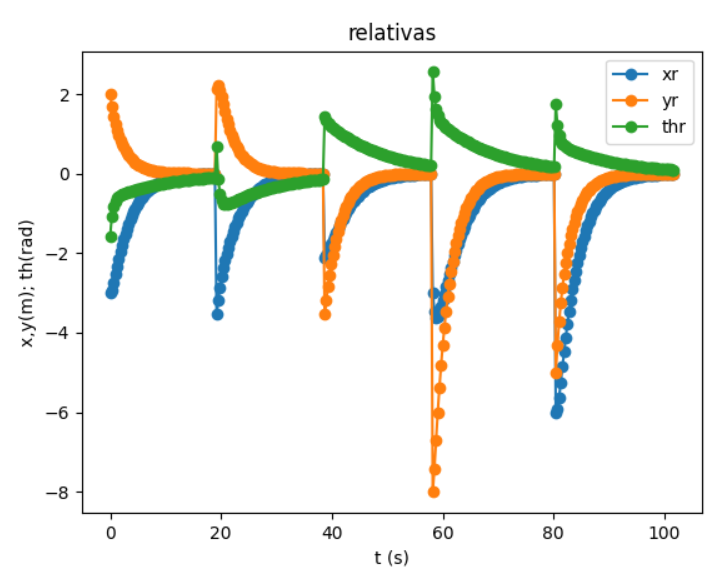 relativas
xr
yr
thr
2
0
−2
−4
−6
−8
x,y(m); th(rad)
0 20 40 60 80 100
t (s)